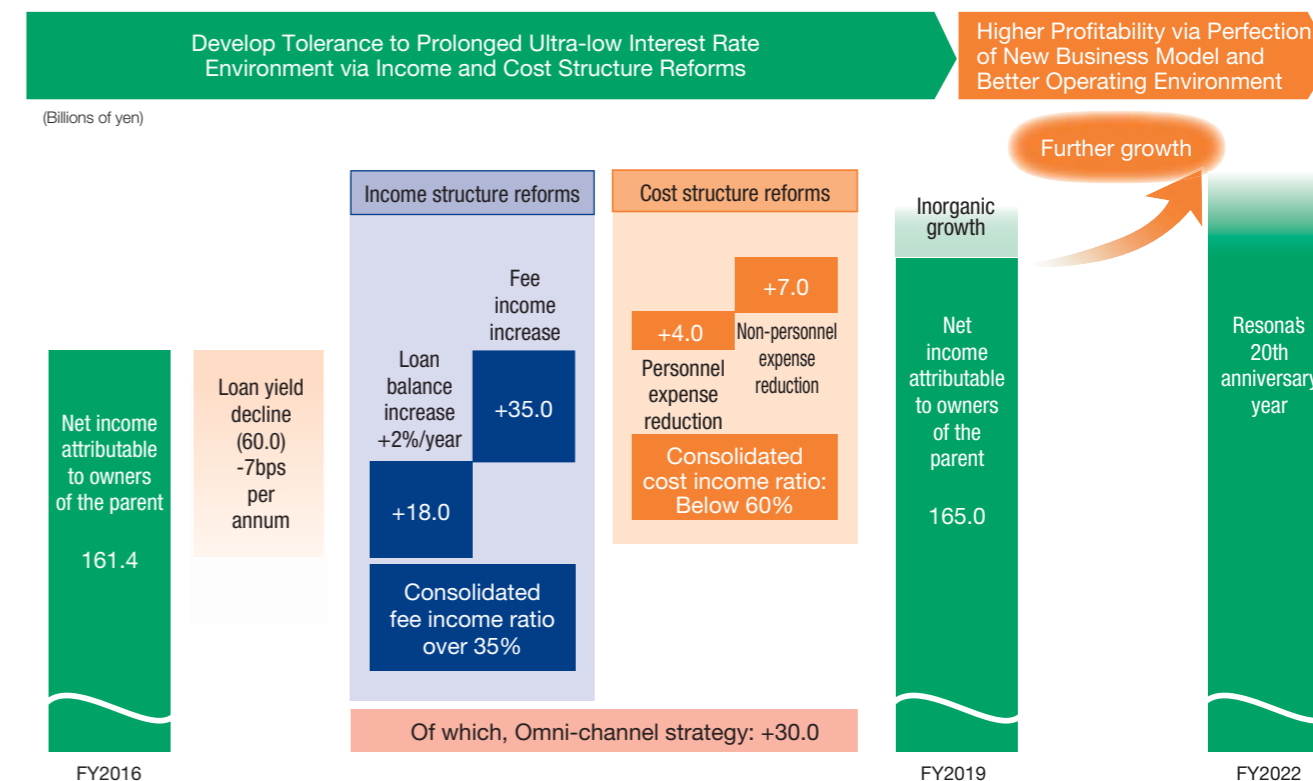 Develop Tolerance to Prolonged Ultra-low Interest Rate
Environment via Income and Cost Structure Reforms
Higher Profitability via Perfection
of New Business Model and
Better Operating Environment
(Billions of yen)
Further growth
Income structure reforms
Cost structure reforms
Inorganic
growth
Net income
attributable
to owners
of the parent
161.4
Loan yield
decline
(60.0)
-7bps
per
annum
Loan
balance
increase
+2%/year
+18.0
Fee
income
increase
+35.0
Consolidated
fee income ratio
over 35%
+4.0
Personnel
expense
reduction
+7.0
Non-personnel
expense
reduction
Consolidated
cost income ratio:
Below 60%
Net
income
attributable
to owners
of the
parent
165.0
Resona's
20th
anniversary
year
Of which, Omni-channel strategy: +30.0
FY2016
FY2019
FY2022